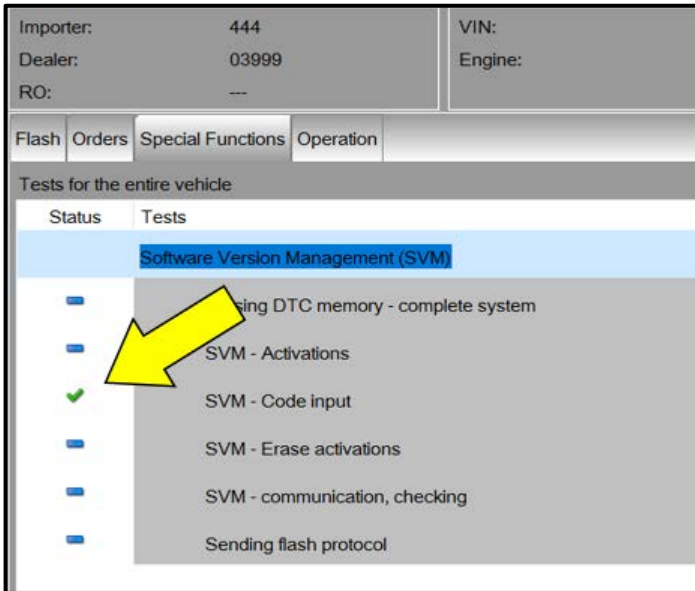 Importer: 444 VIN:
Dealer: 03999 Engine:
RO: ---
Flash Orders Special Functions Operation
Tests for the entire vehicle
Status Tests
Software Version Management (SVM)
DTC memory - complete system
SVM - Activations
SVM - Code input
SVM - Erase activations
SVM - communication, checking
Sending flash protocol